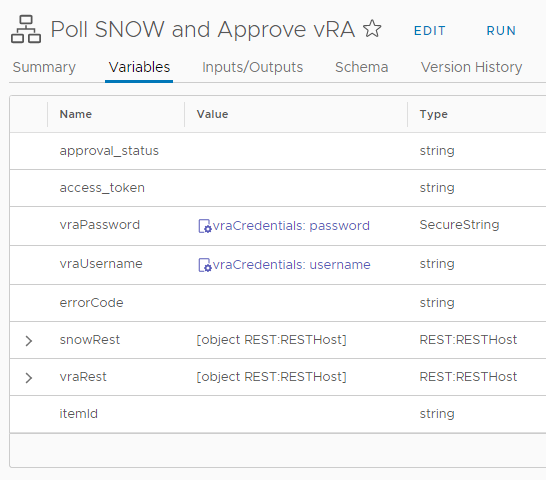 Poll SNOW and Approve vRA EDIT RUN
Summary Variables Inputs/Outputs Schema Version History
Name Value Type
approval_status string
access_token string
vraPassword vraCredentials: password SecureString
vraUsername vraCredentials: username string
errorCode string
snowRest [object REST:RESTHost] REST:RESTHost
vraRest [object REST:RESTHost] REST:RESTHost
itemId string